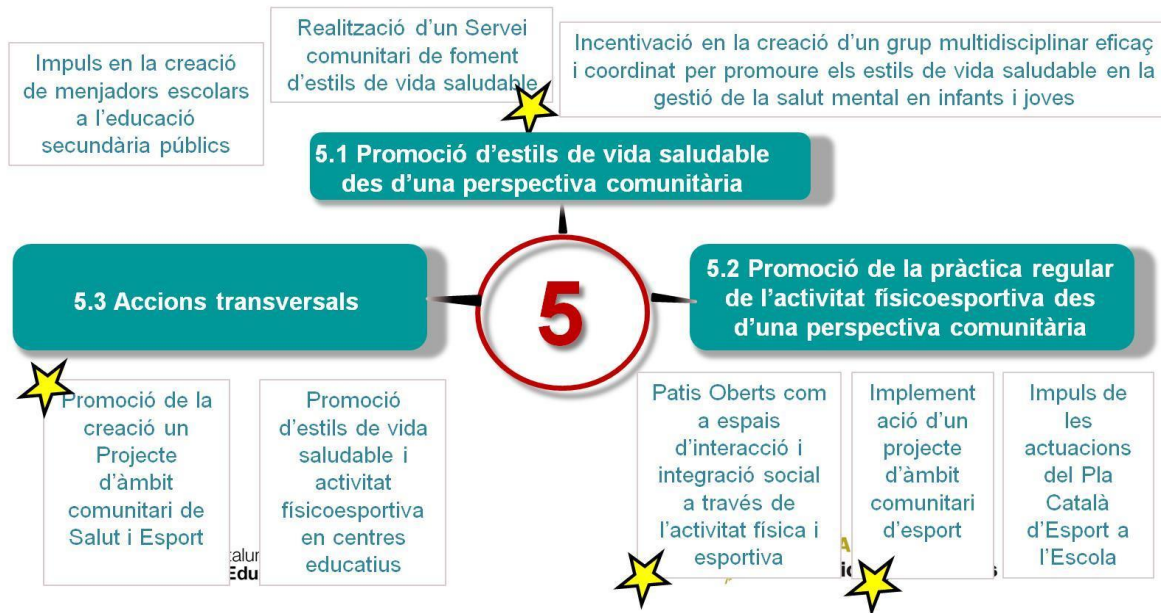 Impuls en la creació
de menjadors escolars
a l’educació
secundària públics
Realització d’un Servei
comunitari de foment
d’estils de vida saludable
Incentivació en la creació d’un grup multidisciplinar eficaç
i coordinat per promoure els estils de vida saludable en la
gestió de la salut mental en infants i joves
5.1 Promoció d’estils de vida saludable
des d’una perspectiva comunitària
5.3 Accions transversals
5
5.2 Promoció de la pràctica regular
de l’activitat físicoesportiva des
d’una perspectiva comunitària
Promoció de la
creació un
Projecte
d’àmbit
comunitari de
Salut i Esport
Promoció
d’estils de vida
saludable i
activitat
físicoesportiva
en centres
educatius
Patis Oberts com
a espais
d’interacció i
integració social
a través de
l’activitat física i
esportiva
Implement
ació d’un
projecte
d’àmbit
comunitari
d’esport
Impuls de
les
actuacions
del Pla
Català
d’Esport a
l’Escola